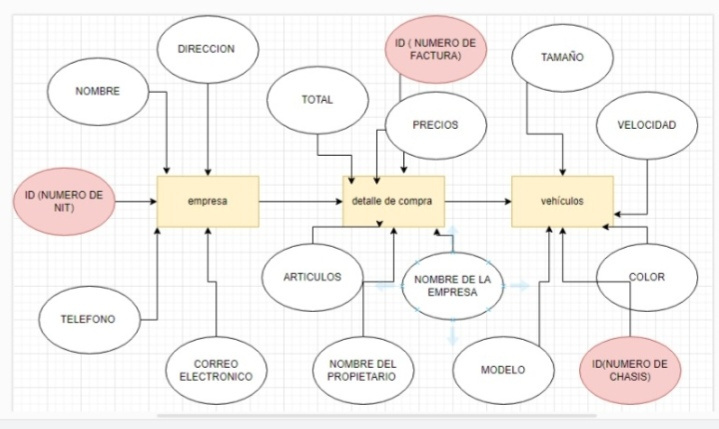 DIRECCION
ID ( NUMERO DE
FACTURA)
TAMAÑO
NOMBRE
TOTAL
PRECIOS
VELOCIDAD
ID (NUMERO DE
NIT)
empresa
detalle de compra
vehículos
ARTICULOS
NOMBRE DE LA
EMPRESA
COLOR
TELEFONO
CORREO
ELECTRONICO
NOMBRE DEL
PROPIETARIO
MODELO
ID(NUMERO DE
CHASIS)